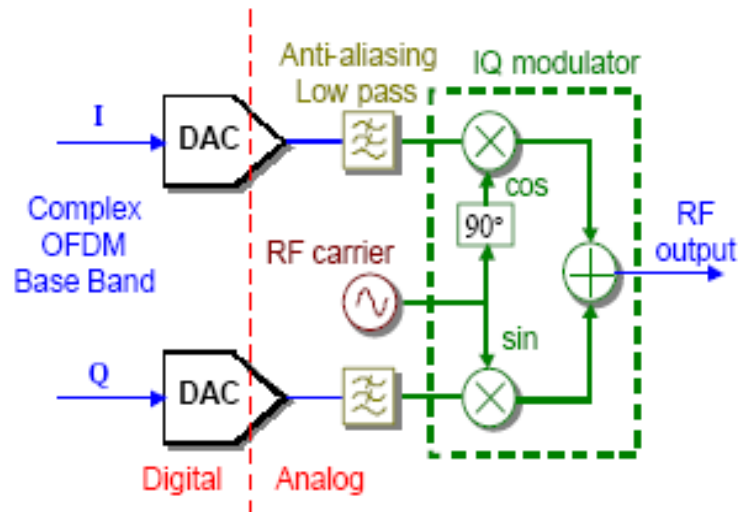 Anti-aliasing
Low pass
IQ modulator
I
DAC
cos
Complex
OFDM
Base Band
90°
RF carrier
RF
output
sin
Q
DAC
Digital
Analog